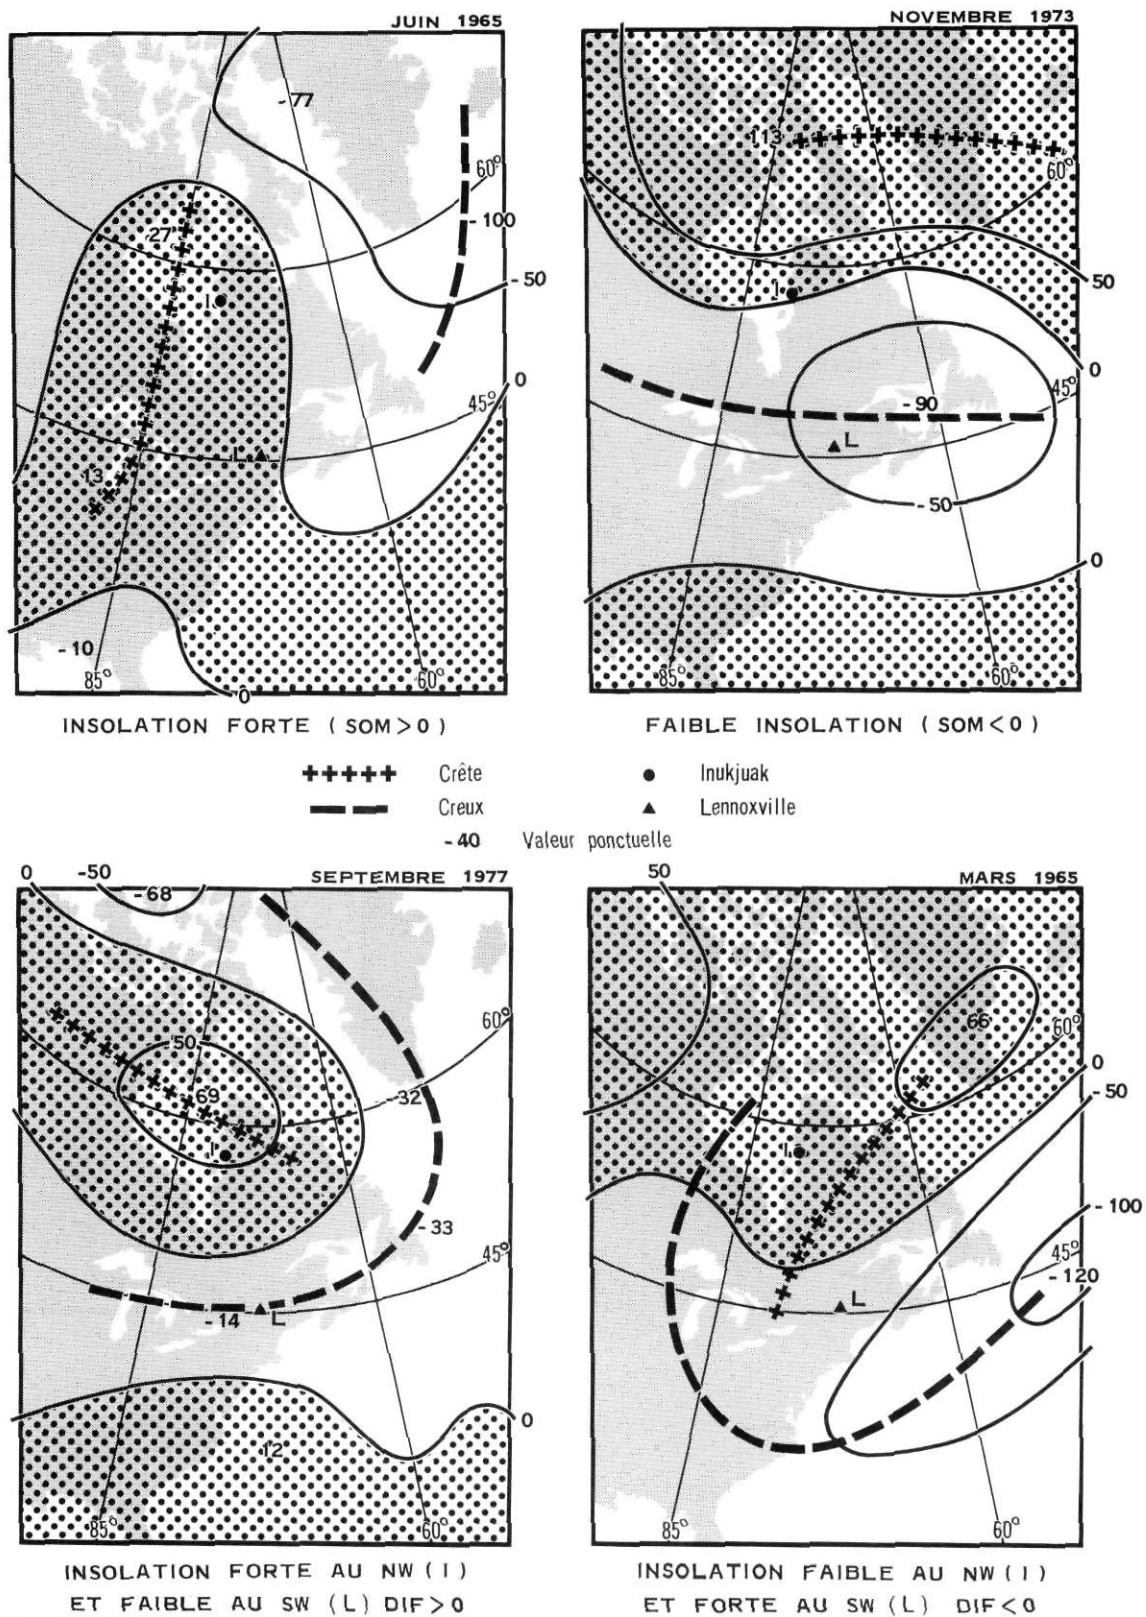 JUIN 1965
-77
60°
-100
27
I
-50
0
45°
L
13
-10
85°
0
60°
INSOLATION FORTE (SOM>0)
NOVEMBRE 1973
113
60°
I
50
0
45°
-90
L
-50
0
85°
60°
FAIBLE INSOLATION (SOM<0)
Crête
Inukjuak
Creux
Lennoxville
-40 Valeur ponctuelle
0 -50
-68
SEPTEMBRE 1977
60°
50
69
-32
I
-33
45°
-14
L
0
12
85°
60°
INSOLATION FORTE AU NW (I)
ET FAIBLE AU SW (L) DIF>0
50
MARS 1965
66
60°
0
-50
I
-100
45°
-120
L
85°
60°
INSOLATION FAIBLE AU NW (I)
ET FORTE AU SW (L) DIF<0